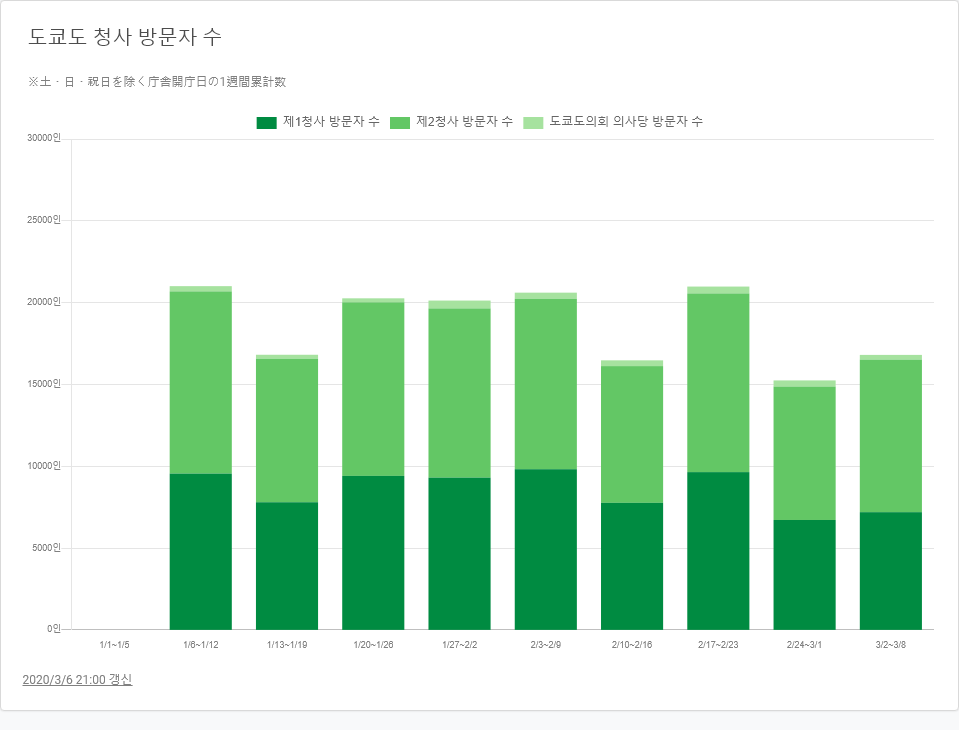 도쿄도 청사 방문자 수
※土・日・祝日を除く庁舎開庁日の1週間累計数
제1청사 방문자 수 제2청사 방문자 수 도쿄도의회 의사당 방문자 수
30000인
25000인
20000인
15000인
10000인
5000인
0인
1/1~1/5 1/6~1/12 1/13~1/19 1/20~1/26 1/27~2/2 2/3~2/9 2/10~2/16 2/17~2/23 2/24~3/1 3/2~3/8
2020/3/6 21:00 갱신